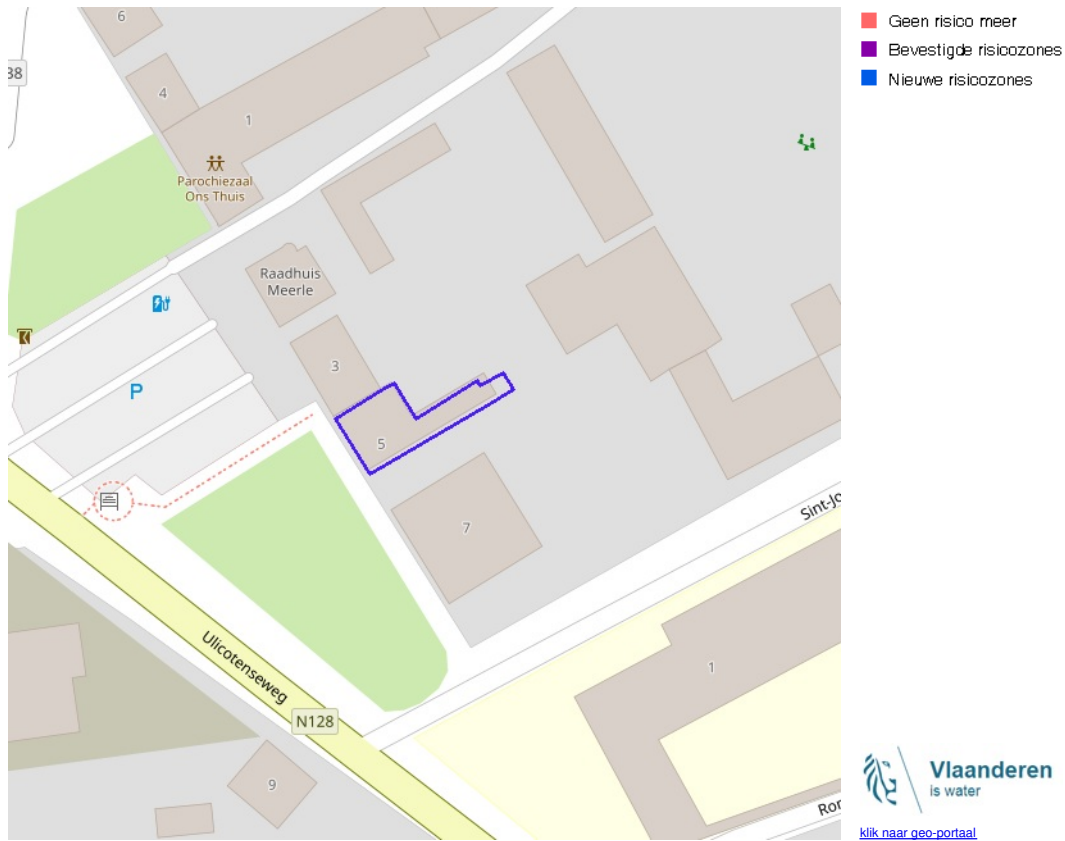 6
38
4
1
Parochiezaal
Ons Thuis
Raadhuis
Meerle
3
P
5
7
Sint-Jo
Ulicotenseweg
N128
1
9
Ror
Geen risico meer
Bevestigde risicozones
Nieuwe risicozones
Vlaanderen
is water
klik naar geo-portaal